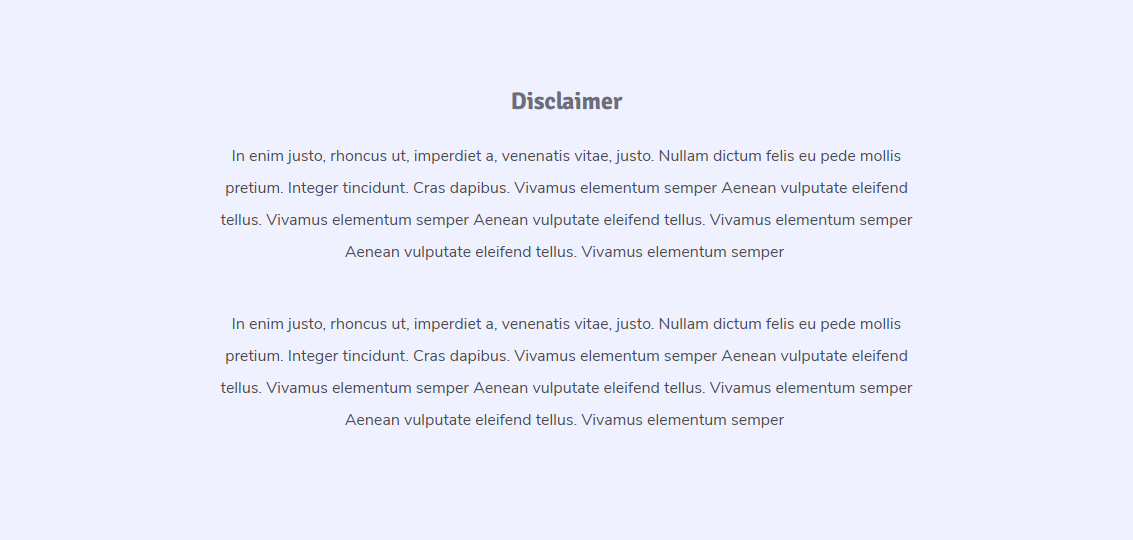 Disclaimer
In enim justo, rhoncus ut, imperdiet a, venenatis vitae, justo. Nullam dictum felis eu pede mollis
pretium. Integer tincidunt. Cras dapibus. Vivamus elementum semper Aenean vulputate eleifend
tellus. Vivamus elementum semper Aenean vulputate eleifend tellus. Vivamus elementum semper
Aenean vulputate eleifend tellus. Vivamus elementum semper
In enim justo, rhoncus ut, imperdiet a, venenatis vitae, justo. Nullam dictum felis eu pede mollis
pretium. Integer tincidunt. Cras dapibus. Vivamus elementum semper Aenean vulputate eleifend
tellus. Vivamus elementum semper Aenean vulputate eleifend tellus. Vivamus elementum semper
Aenean vulputate eleifend tellus. Vivamus elementum semper